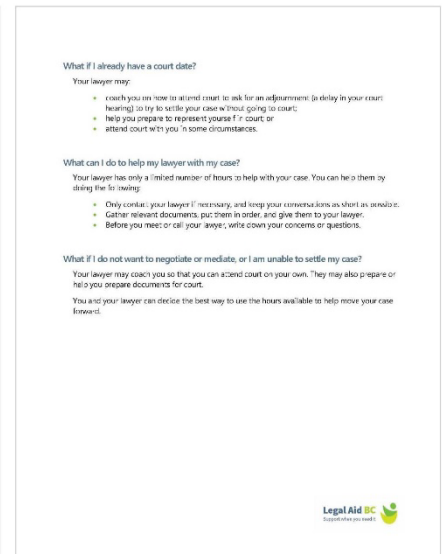 What if I already have a court date?
Your lawyer may:
• coach you on how to attend court to ask for an adjournment (a delay in your court
hearing) to try to settle your case without going to court;
• help you prepare to represent yourself in court; or
• attend court with you in some circumstances.
What can I do to help my lawyer with my case?
Your lawyer has only a limited number of hours to help with your case. You can help them by
doing the following:
• Only contact your lawyer if necessary, and keep your conversations as short as possible.
• Gather relevant documents, put them in order, and give them to your lawyer.
• Before you meet or call your lawyer, write down your concerns or questions.
What if I do not want to negotiate or mediate, or I am unable to settle my case?
Your lawyer may coach you so that you can attend court on your own. They may also prepare or
help you prepare documents for court.
You and your lawyer can decide the best way to use the hours available to help move your case
forward.
Legal Aid BC
Support when you need it